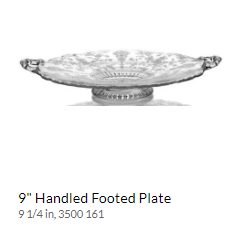 9" Handled Footed Plate
9 1/4 in, 3500 161